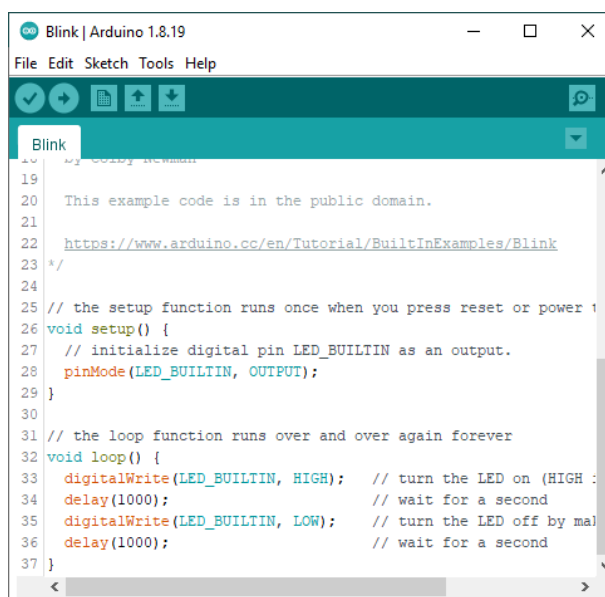 Blink | Arduino 1.8.19
File Edit Sketch Tools Help
Blink
18   by Colby Newman
19
20   This example code is in the public domain.
21
22   https://www.arduino.cc/en/Tutorial/BuiltInExamples/Blink
23 */
24
25 // the setup function runs once when you press reset or power t
26 void setup() {
27   // initialize digital pin LED_BUILTIN as an output.
28   pinMode(LED_BUILTIN, OUTPUT);
29 }
30
31 // the loop function runs over and over again forever
32 void loop() {
33   digitalWrite(LED_BUILTIN, HIGH);   // turn the LED on (HIGH i
34   delay(1000);                       // wait for a second
35   digitalWrite(LED_BUILTIN, LOW);    // turn the LED off by mak
36   delay(1000);                       // wait for a second
37 }